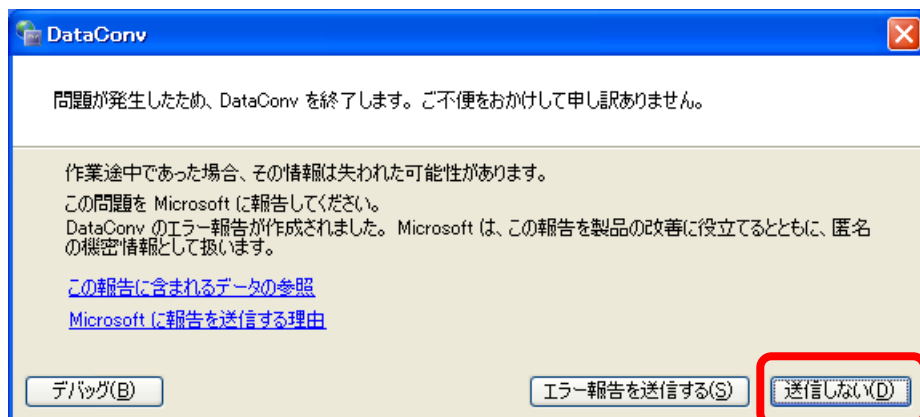 DataConv
問題が発生したため、DataConv を終了します。ご不便をおかけして申し訳ありません。
作業途中であった場合、その情報は失われた可能性があります。
この問題を Microsoft に報告してください。
DataConv のエラー報告が作成されました。Microsoft は、この報告を製品の改善に役立てるとともに、匿名
の機密情報として扱います。
この報告に含まれるデータの参照
Microsoft に報告を送信する理由
デバッグ(B)
エラー報告を送信する(S)
送信しない(D)